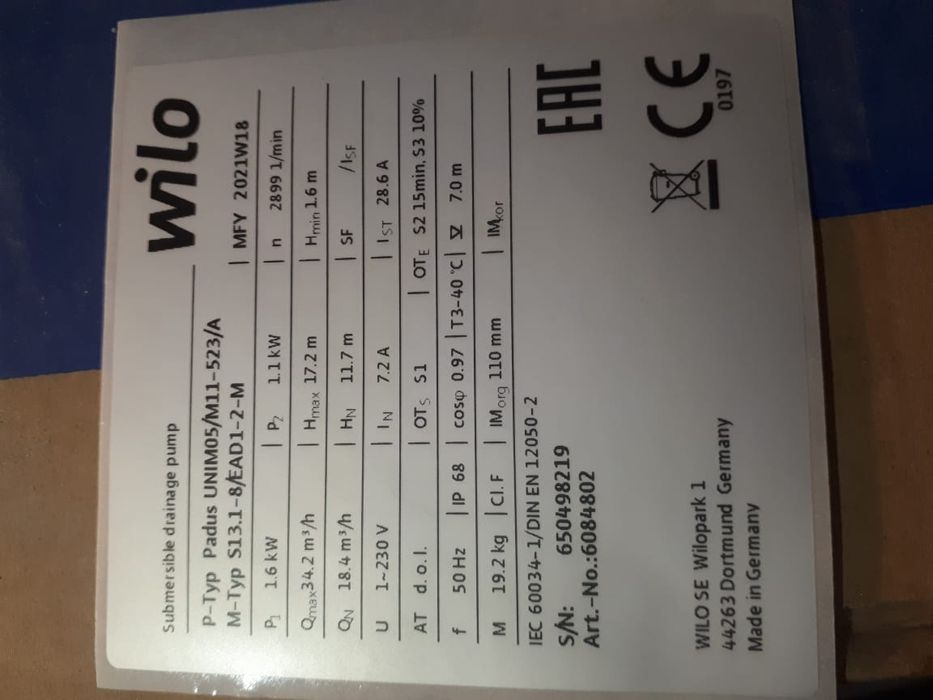 wilo
Submersible drainage pump
P-Typ Padus UNIM05/M11-523/A
M-Typ S13.1-8/EAD1-2-M | MFY 2021W18
P1 1.6 kW | P2 1.1 kW | n 2899 1/min
Qmax 34.2 m³/h | Hmax 17.2 m | Hmin 1.6 m
QN 18.4 m³/h | HN 11.7 m | SF /ISF
U 1~230 V | IN 7.2 A | IST 28.6 A
AT d. o. l. | OTS S1 | OTE S2 15min, S3 10%
f 50 Hz | IP 68 | cosφ 0.97 | T3-40 °C | 7.0 m
M 19.2 kg | Cl. F | IMorg 110 mm | IMkor
IEC 60034-1/DIN EN 12050-2
S/N: 650498219
Art.-No.:6084802
EAC
CE
0197
WILO SE Wilopark 1
44263 Dortmund Germany
Made in Germany